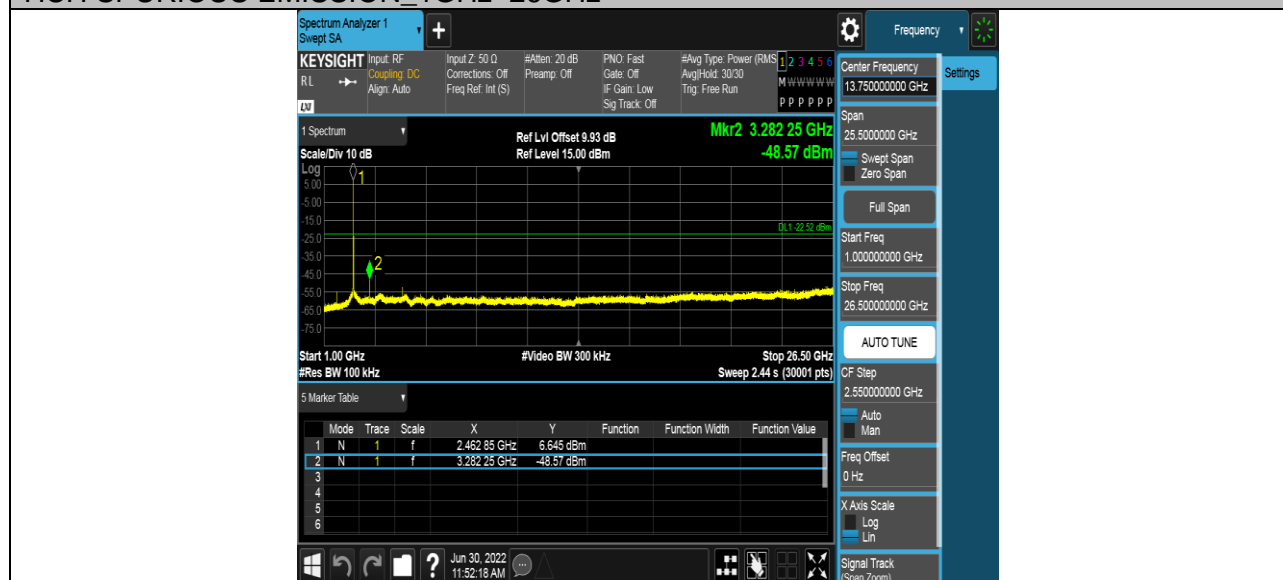 HCH SPURIOUS EMISSION_1GHz~26GHz
Spectrum Analyzer 1
Swept SA
Frequency
KEYSIGHT
RL
LXI
Input: RF
Coupling: DC
Align: Auto
Input Z: 50 Ω
Corrections: Off
Freq Ref: Int (S)
#Atten: 20 dB
Preamp: Off
PNO: Fast
Gate: Off
IF Gain: Low
Sig Track: Off
#Avg Type: Power (RMS
Avg|Hold: 30/30
Trig: Free Run
1 2 3 4 5 6
M W W W W W
P P P P P P
1 Spectrum
Scale/Div 10 dB
Ref Lvl Offset 9.93 dB
Ref Level 15.00 dBm
Mkr2 3.282 25 GHz
-48.57 dBm
Log
5.00
-5.00
-15.0
-25.0
-35.0
-45.0
-55.0
-65.0
-75.0
1
2
DL1 -22.52 dBm
Start 1.00 GHz
#Res BW 100 kHz
#Video BW 300 kHz
Stop 26.50 GHz
Sweep 2.44 s (30001 pts)
5 Marker Table
Mode Trace Scale X Y Function Function Width Function Value
1 N 1 f 2.462 85 GHz 6.645 dBm
2 N 1 f 3.282 25 GHz -48.57 dBm
3
4
5
6
Jun 30, 2022
11:52:18 AM
Center Frequency
13.750000000 GHz
Settings
Span
25.5000000 GHz
Swept Span
Zero Span
Full Span
Start Freq
1.000000000 GHz
Stop Freq
26.500000000 GHz
AUTO TUNE
CF Step
2.550000000 GHz
Auto
Man
Freq Offset
0 Hz
X Axis Scale
Log
Lin
Signal Track
(Span Zoom)